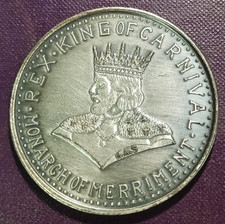 REX · KING OF CARNIVAL
MONARCH OF MERRIMENT